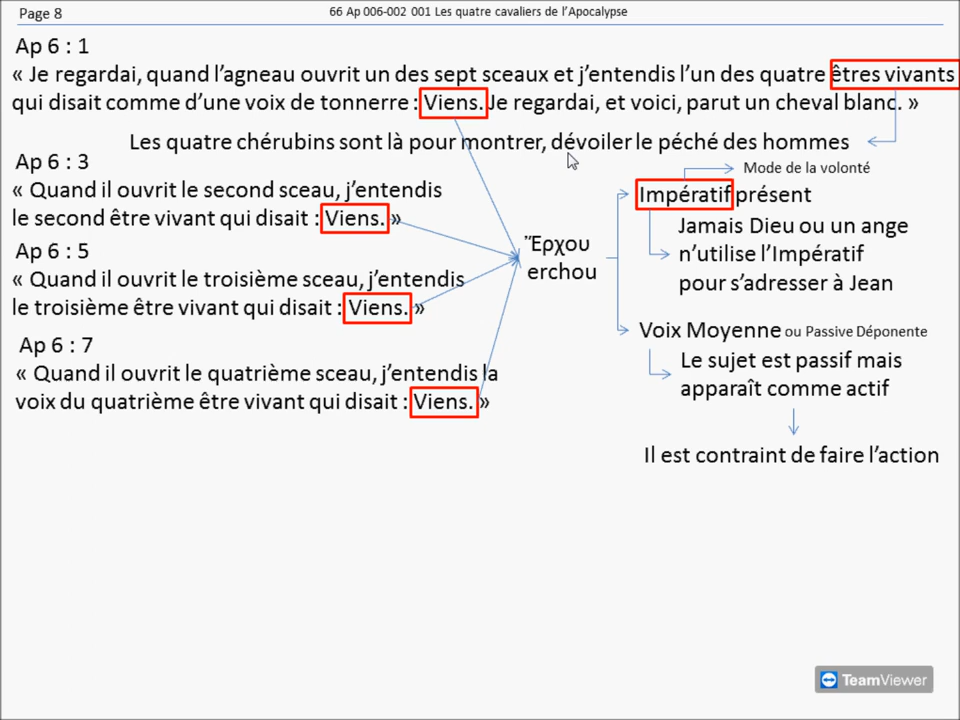 Page 8
66 Ap 006-002 001 Les quatre cavaliers de l’Apocalypse
Ap 6 : 1
« Je regardai, quand l’agneau ouvrit un des sept sceaux et j’entendis l’un des quatre êtres vivants
qui disait comme d’une voix de tonnerre : Viens. Je regardai, et voici, parut un cheval blanc. »
Les quatre chérubins sont là pour montrer, dévoiler le péché des hommes
Ap 6 : 3
« Quand il ouvrit le second sceau, j’entendis
le second être vivant qui disait : Viens. »
Ap 6 : 5
« Quand il ouvrit le troisième sceau, j’entendis
le troisième être vivant qui disait : Viens. »
Ap 6 : 7
« Quand il ouvrit le quatrième sceau, j’entendis la
voix du quatrième être vivant qui disait : Viens. »
Ἔρχου
erchou
Mode de la volonté
Impératif présent
Jamais Dieu ou un ange
n’utilise l’Impératif
pour s’adresser à Jean
Voix Moyenne ou Passive Déponente
Le sujet est passif mais
apparaît comme actif
Il est contraint de faire l’action
TeamViewer